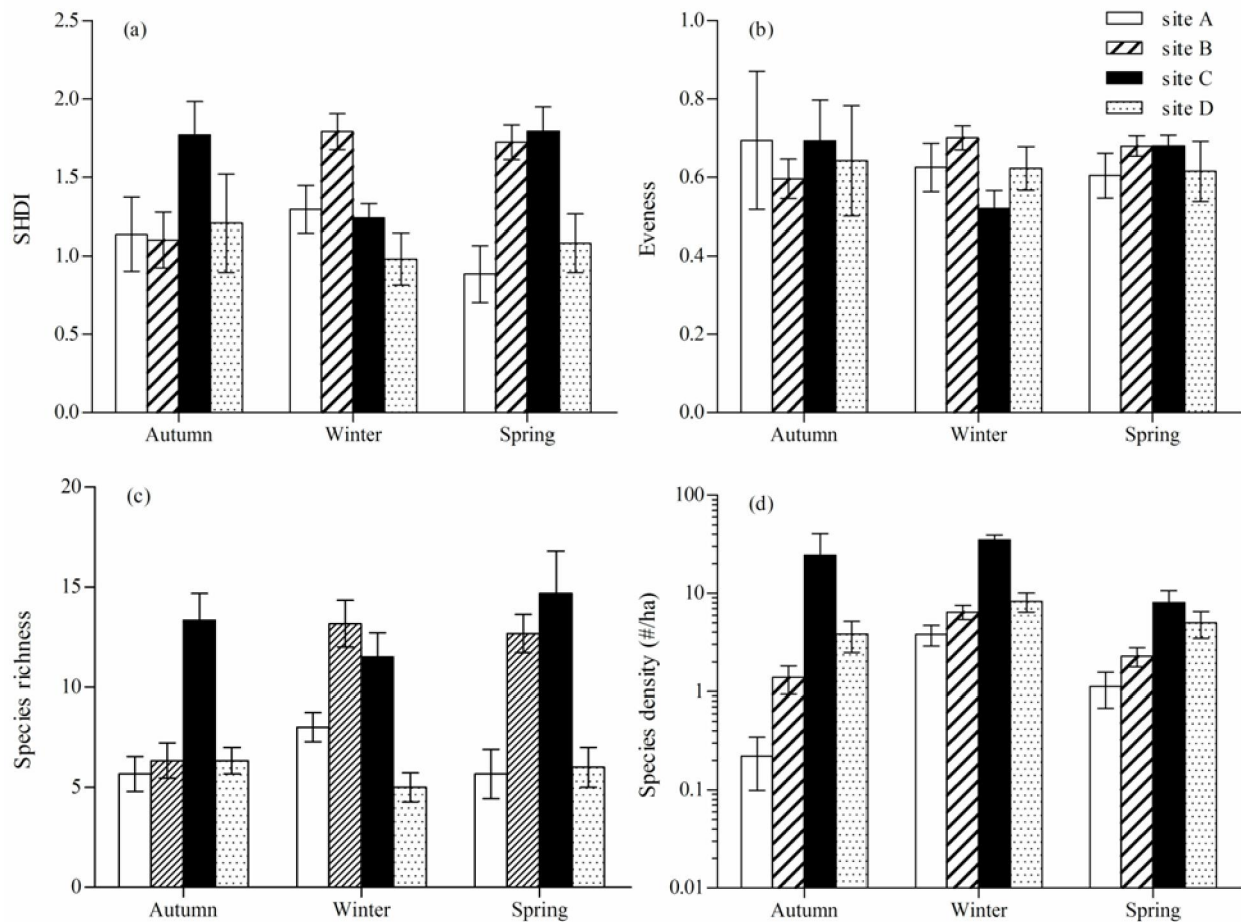 (a)
SHDI
2.5
2.0
1.5
1.0
0.5
0.0
Autumn Winter Spring
(b)
site A
site B
site C
site D
Eveness
1.0
0.8
0.6
0.4
0.2
0.0
Autumn Winter Spring
(c)
Species richness
20
15
10
5
0
Autumn Winter Spring
(d)
Species density (#/ha)
100
10
1
0.1
0.01
Autumn Winter Spring